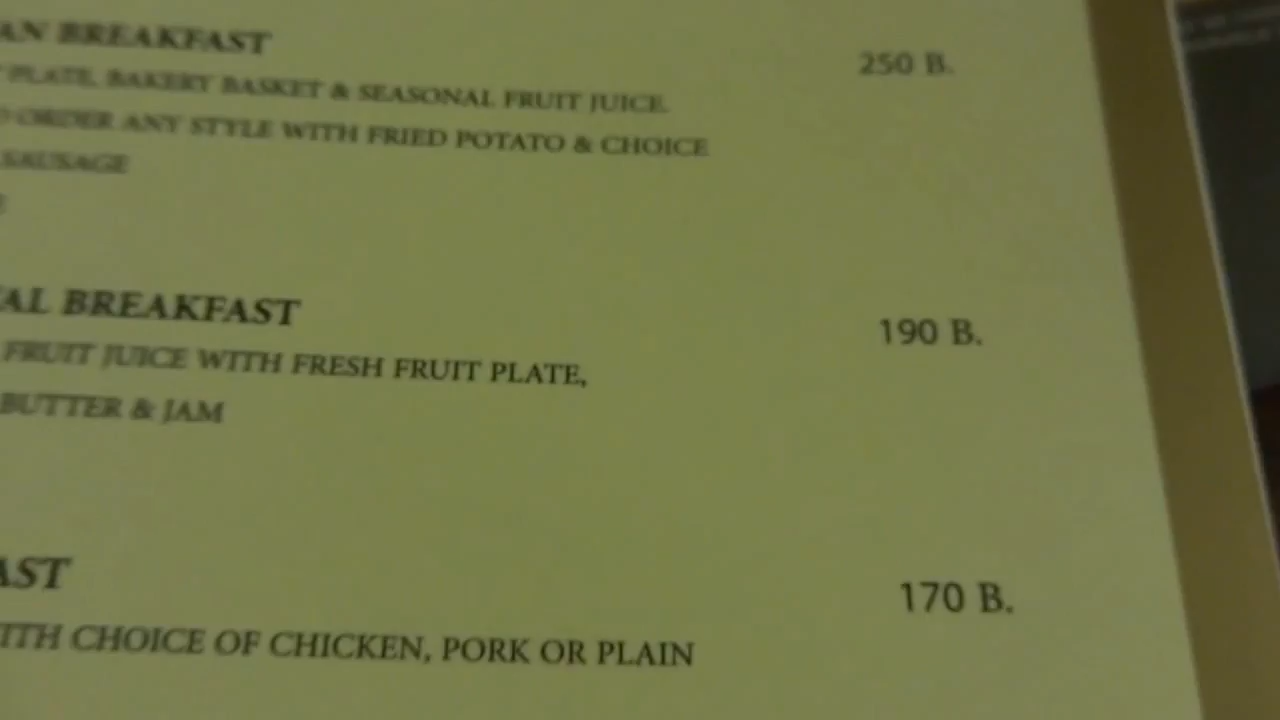 AN BREAKFAST 250 B.
PLATE, BAKERY BASKET & SEASONAL FRUIT JUICE.
ORDER ANY STYLE WITH FRIED POTATO & CHOICE
SAUSAGE
AL BREAKFAST 190 B.
FRUIT JUICE WITH FRESH FRUIT PLATE,
BUTTER & JAM
AST 170 B.
ITH CHOICE OF CHICKEN, PORK OR PLAIN